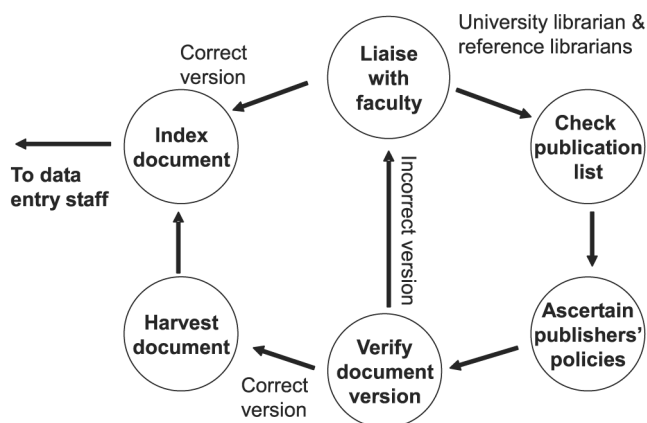 University librarian &
reference librarians
Correct
version
Liaise
with
faculty
Index
document
Check
publication
list
To data
entry staff
Incorrect version
Harvest
document
Verify
document
version
Ascertain
publishers’
policies
Correct
version